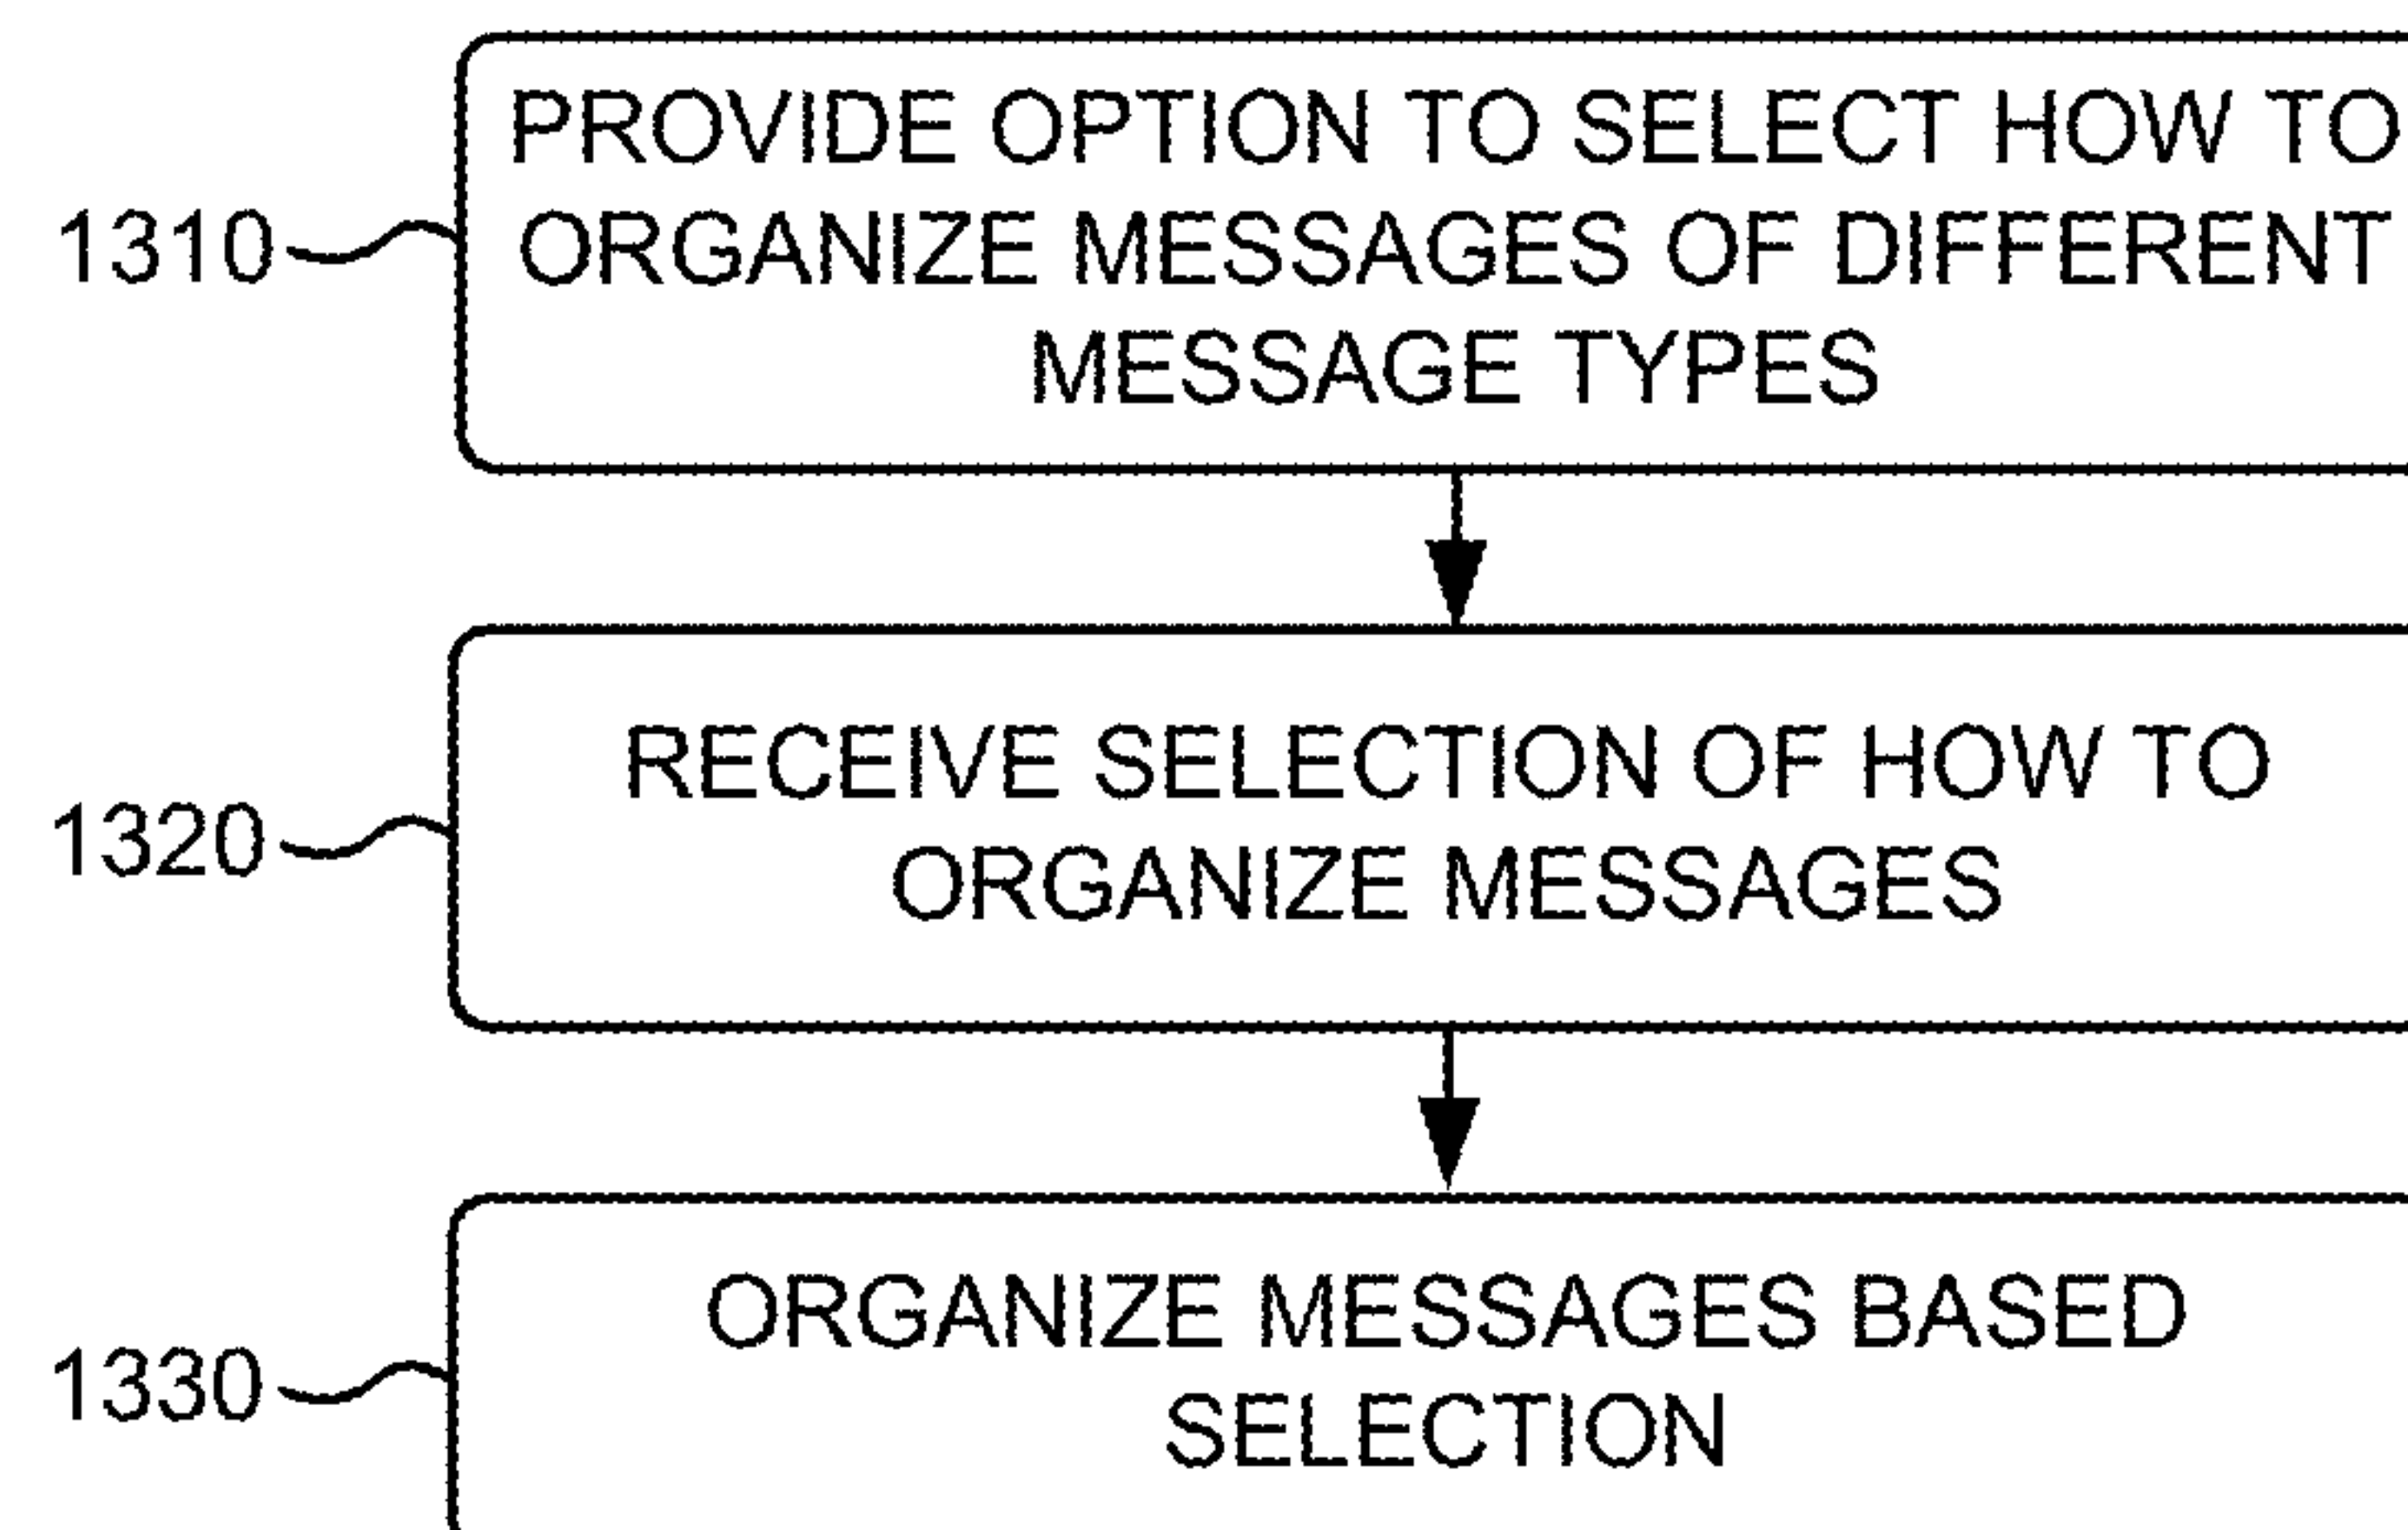 PROVIDE OPTION TO SELECT HOW TO
1310 ORGANIZE MESSAGES OF DIFFERENT
MESSAGE TYPES
RECEIVE SELECTION OF HOW TO
1320
ORGANIZE MESSAGES
ORGANIZE MESSAGES BASED
1330
SELECTION